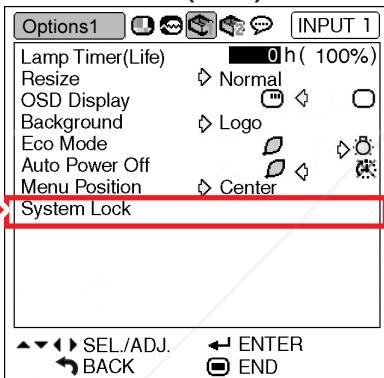 Options1 INPUT 1
Lamp Timer(Life) 0 h ( 100%)
Resize Normal
OSD Display
Background Logo
Eco Mode
Auto Power Off
Menu Position Center
System Lock
SEL./ADJ. ENTER
BACK END